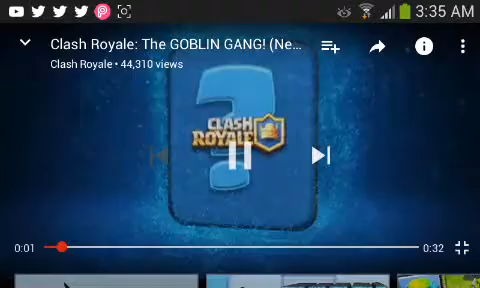 3:35 AM
Clash Royale: The GOBLIN GANG! (Ne...
Clash Royale • 44,310 views
CLASH
ROYALE
?
0:01
0:32